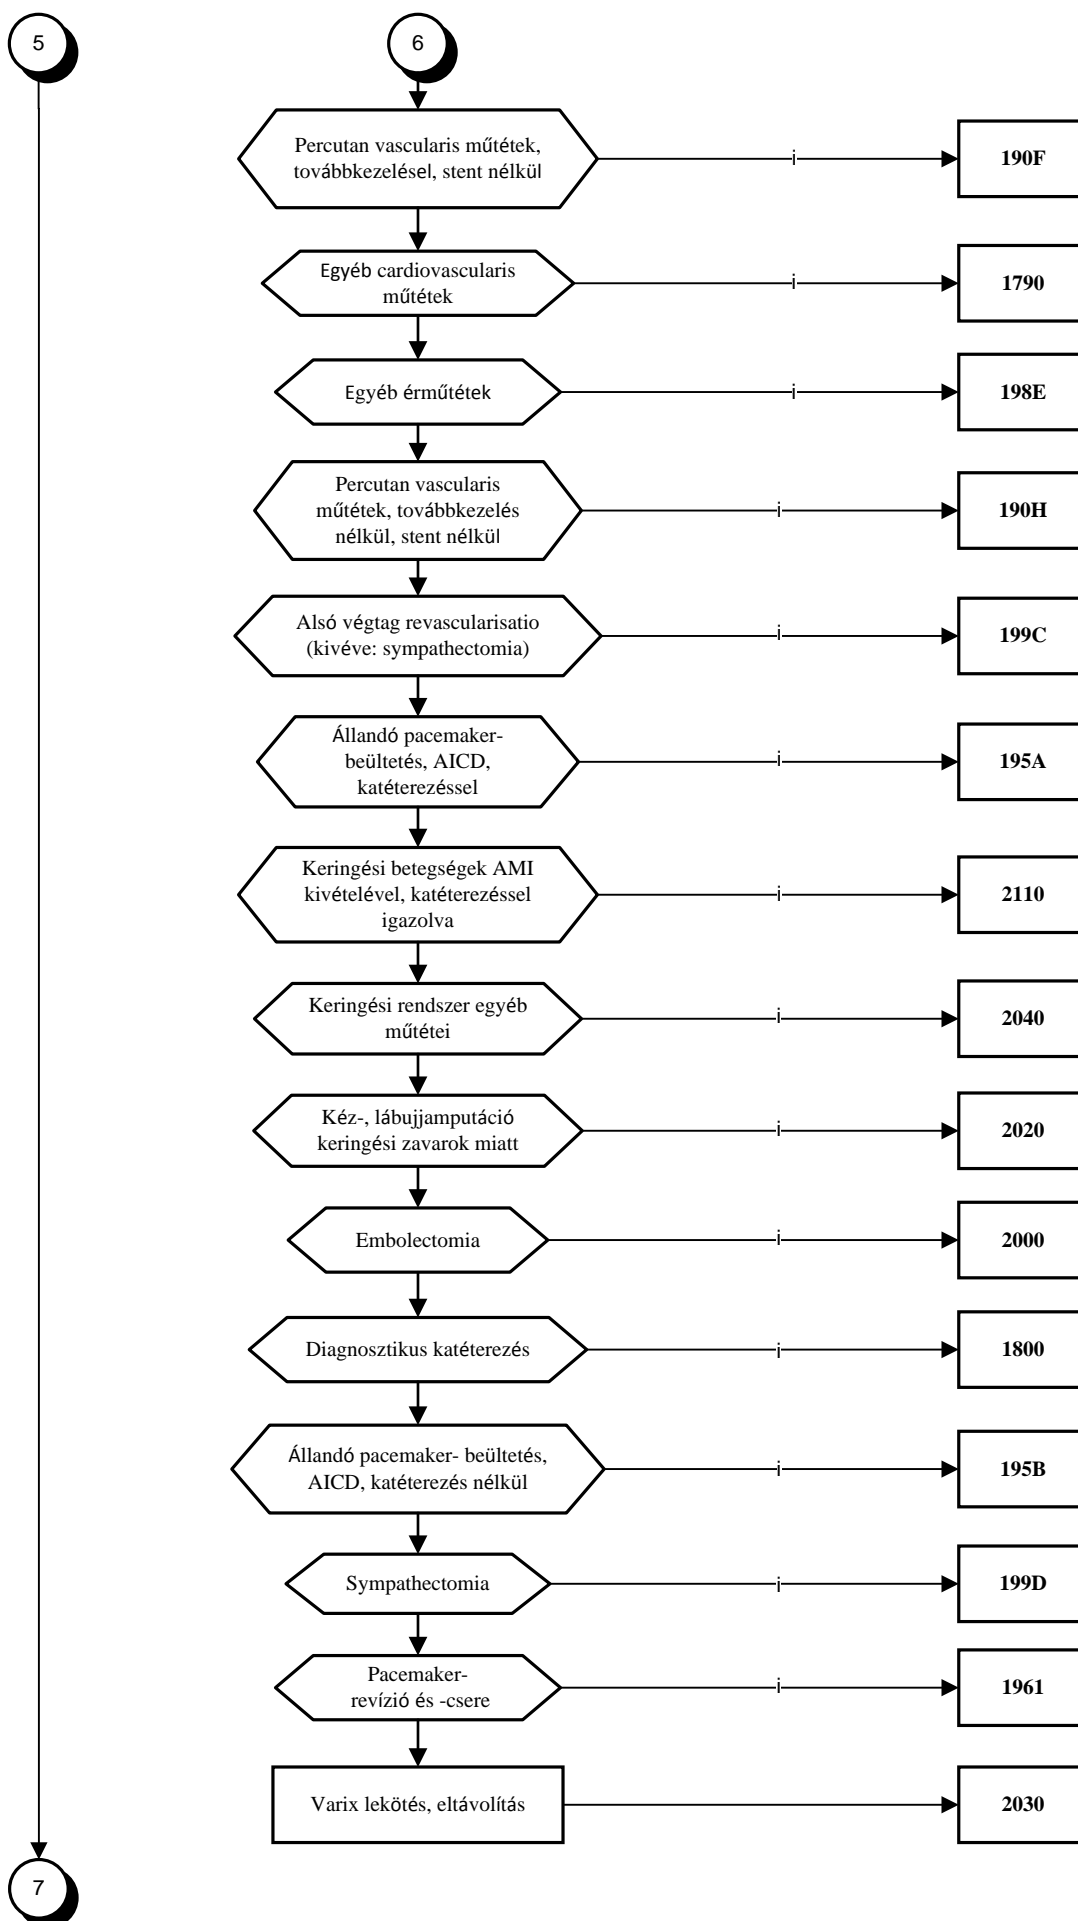 5
6
Percutan vascularis műtétek,
továbbkezelésel, stent nélkül
i
190F
Egyéb cardiovascularis
műtétek
i
1790
Egyéb érműtétek
i
198E
Percutan vascularis
műtétek, továbbkezelés
nélkül, stent nélkül
i
190H
Alsó végtag revascularisatio
(kivéve: sympathectomia)
i
199C
Állandó pacemaker-
beültetés, AICD,
katéterezéssel
i
195A
Keringési betegségek AMI
kivételével, katéterezéssel
igazolva
i
2110
Keringési rendszer egyéb
műtétei
i
2040
Kéz-, lábujjamputáció
keringési zavarok miatt
i
2020
Embolectomia
i
2000
Diagnosztikus katéterezés
i
1800
Állandó pacemaker- beültetés,
AICD, katéterezés nélkül
i
195B
Sympathectomia
i
199D
Pacemaker-
revízió és -csere
i
1961
Varix lekötés, eltávolítás
2030
7